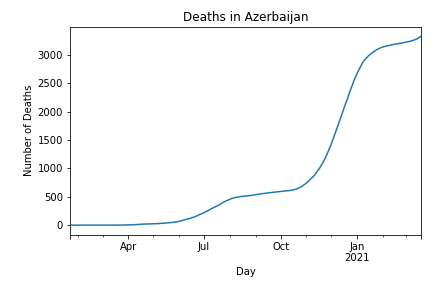 Deaths in Azerbaijan
Number of Deaths
3000
2500
2000
1500
1000
500
0
Apr
Jul
Oct
Jan
2021
Day